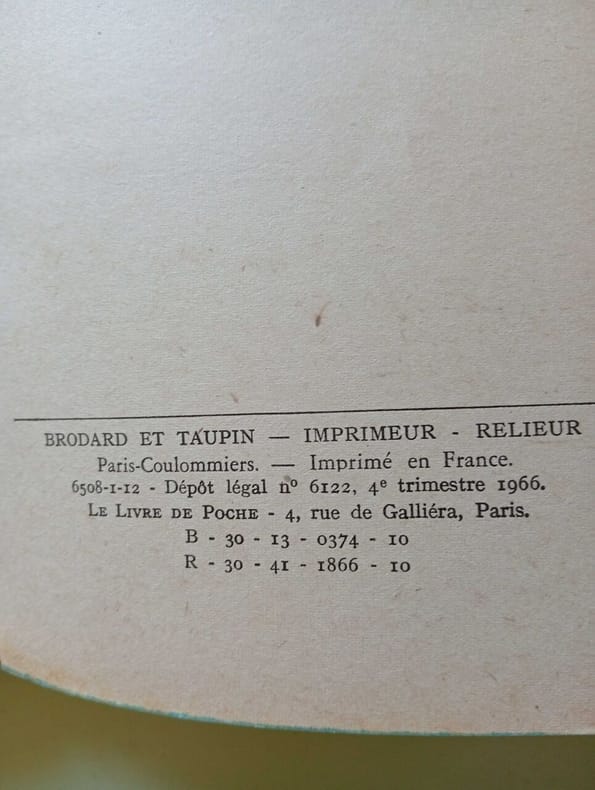 BRODARD ET TAUPIN — IMPRIMEUR - RELIEUR
Paris-Coulommiers. — Imprimé en France.
6508-1-12 - Dépôt légal nº 6122, 4e trimestre 1966.
LE LIVRE DE POCHE - 4, rue de Galliéra, Paris.
B - 30 - 13 - 0374 - 10
R - 30 - 41 - 1866 - 10